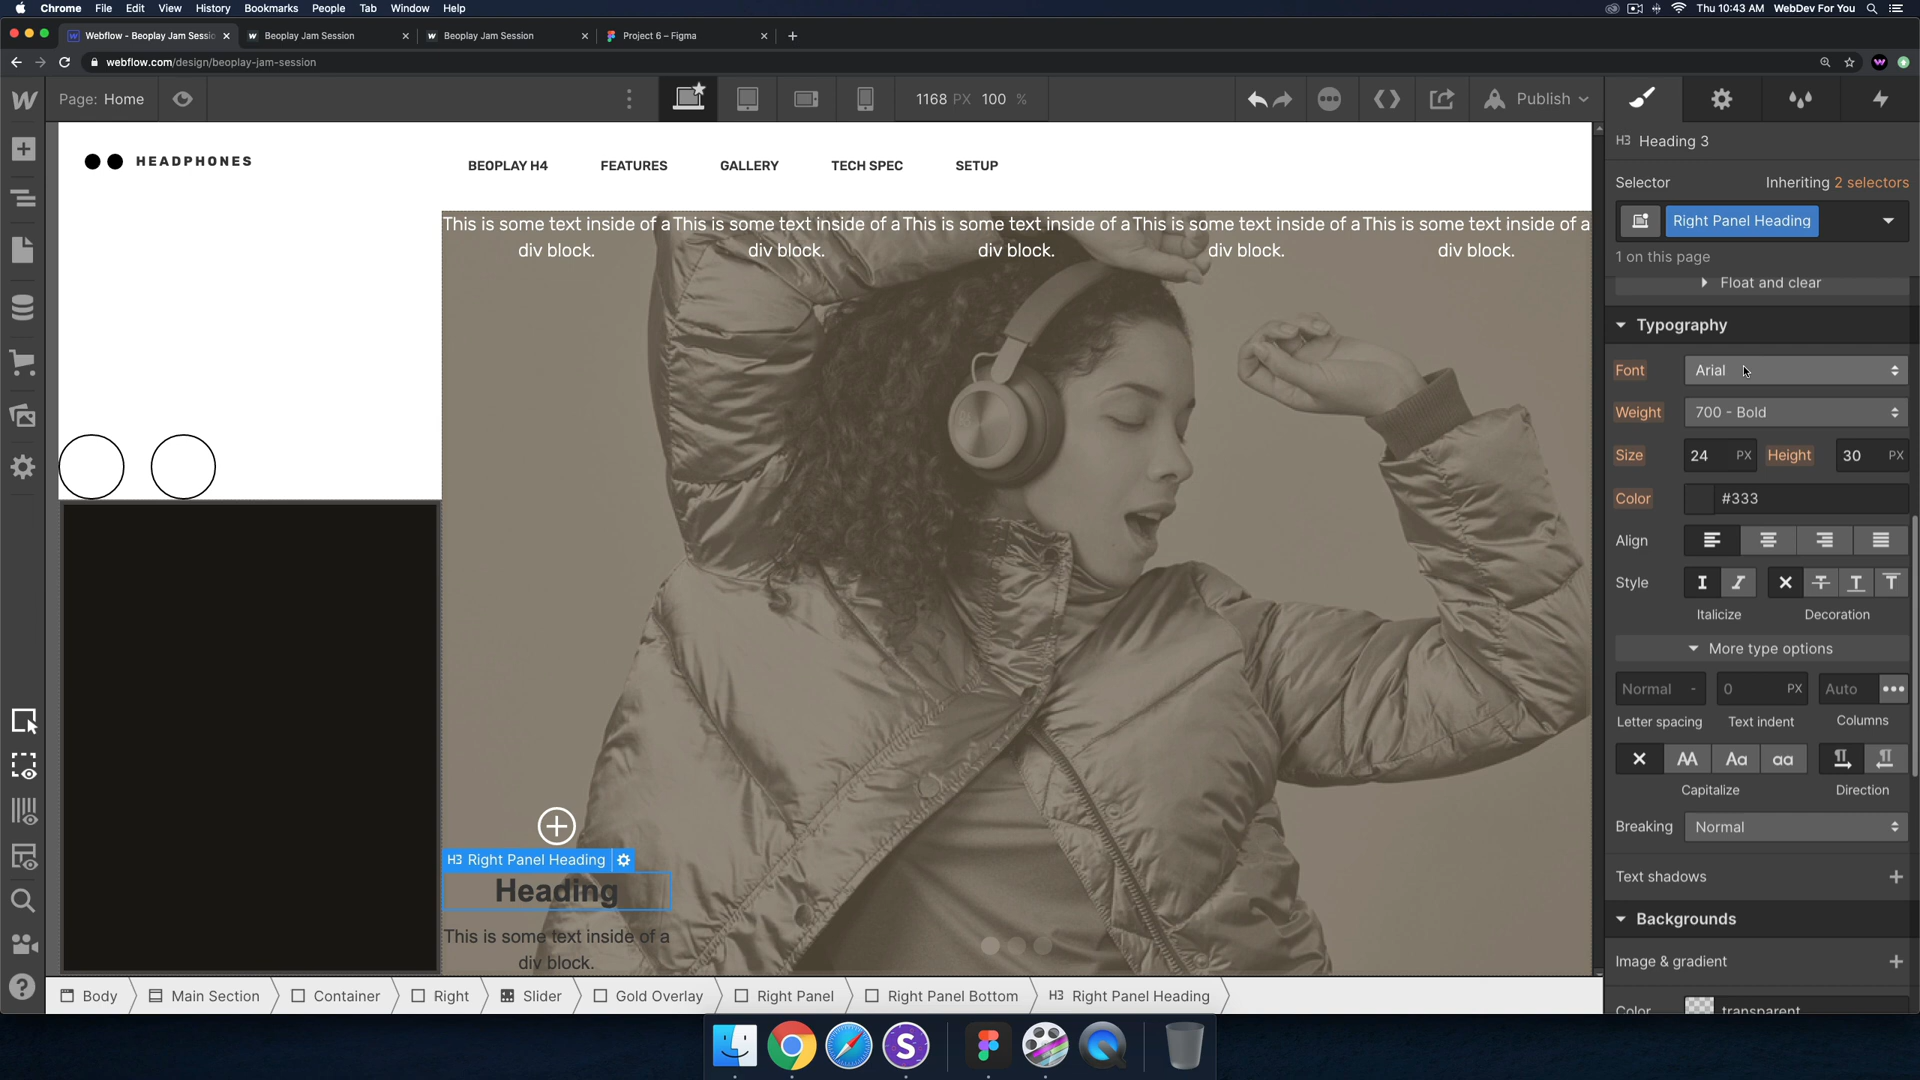 Chrome File Edit View History Bookmarks People Tab Window Help
Thu 10:43 AM WebDev For You
Webflow - Beoplay Jam Sessio
Beoplay Jam Session
Beoplay Jam Session
Project 6 – Figma
webflow.com/design/beoplay-jam-session
Page: Home
1168 PX 100 %
Publish
H3 Heading 3
Selector
Inheriting 2 selectors
Right Panel Heading
1 on this page
Float and clear
Typography
Font
Arial
Weight
700 - Bold
Size
24 PX
Height
30 PX
Color
#333
Align
Style
Italicize
Decoration
More type options
Normal -
0 PX
Auto
Letter spacing
Text indent
Columns
AA Aa aa
Capitalize
Direction
Breaking
Normal
Text shadows
Backgrounds
Image & gradient
Color
transparent
HEADPHONES
BEOPLAY H4
FEATURES
GALLERY
TECH SPEC
SETUP
This is some text inside of a
div block.
This is some text inside of a
div block.
This is some text inside of a
div block.
This is some text inside of a
div block.
This is some text inside of a
div block.
H3 Right Panel Heading
Heading
This is some text inside of a
div block.
Body
Main Section
Container
Right
Slider
Gold Overlay
Right Panel
Right Panel Bottom
H3 Right Panel Heading